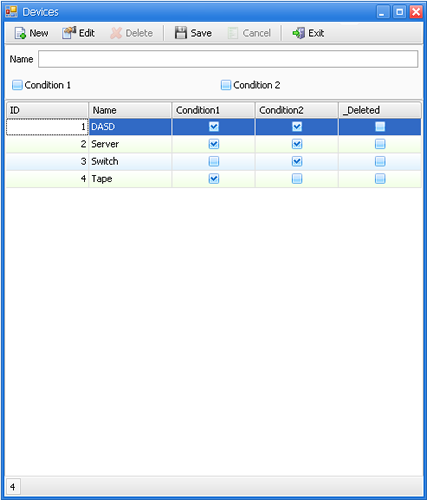 Devices
New Edit Delete Save Cancel Exit
Name
Condition 1 Condition 2
ID Name Condition1 Condition2 _Deleted
1 DASD
2 Server
3 Switch
4 Tape
4